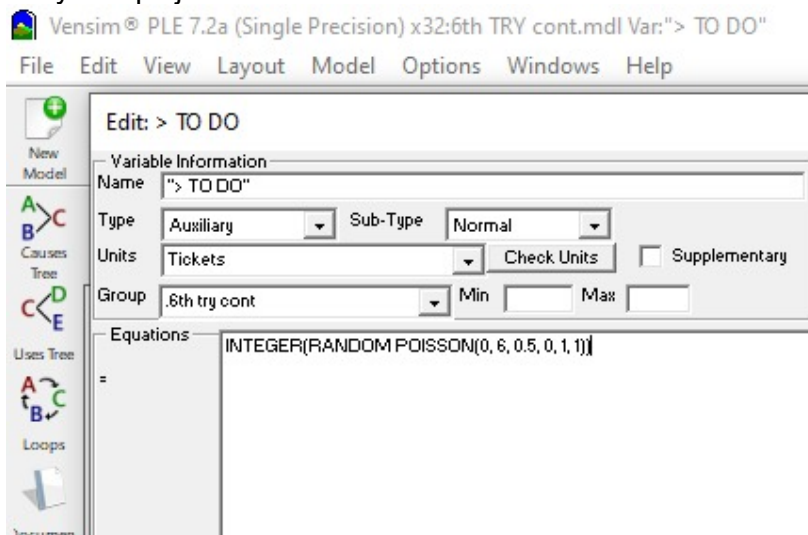 Vensim® PLE 7.2a (Single Precision) x32:6th TRY cont.mdl Var:"> TO DO"
File Edit View Layout Model Options Windows Help
New
Model
Causes
Tree
Uses Tree
Loops
Edit: > TO DO
Variable Information
Name "> TO DO"
Type Auxiliary Sub-Type Normal
Units Tickets Check Units Supplementary
Group .6th try cont Min Max
Equations
= INTEGER(RANDOM POISSON(0, 6, 0.5, 0, 1, 1))